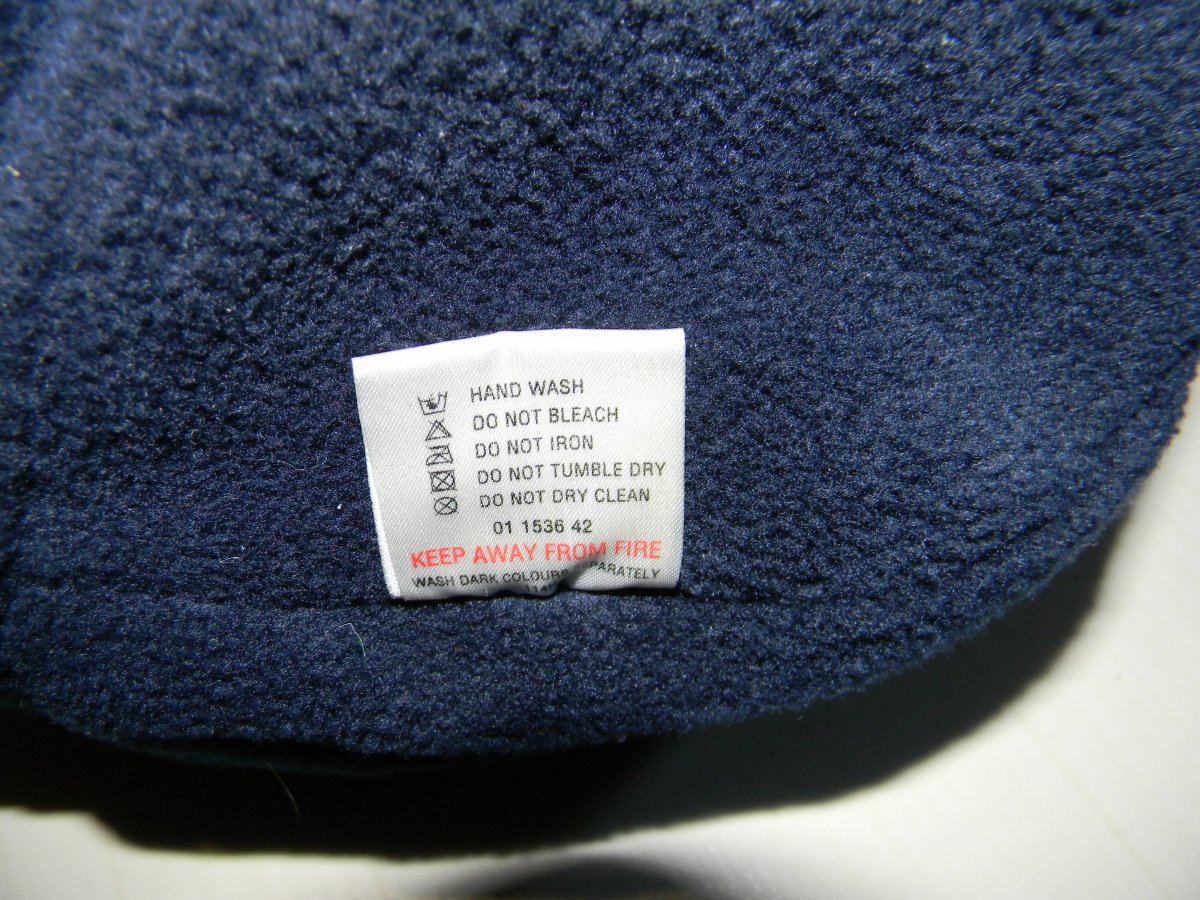 HAND WASH
DO NOT BLEACH
DO NOT IRON
DO NOT TUMBLE DRY
DO NOT DRY CLEAN
01 1536 42
KEEP AWAY FROM FIRE
WASH DARK COLOURS